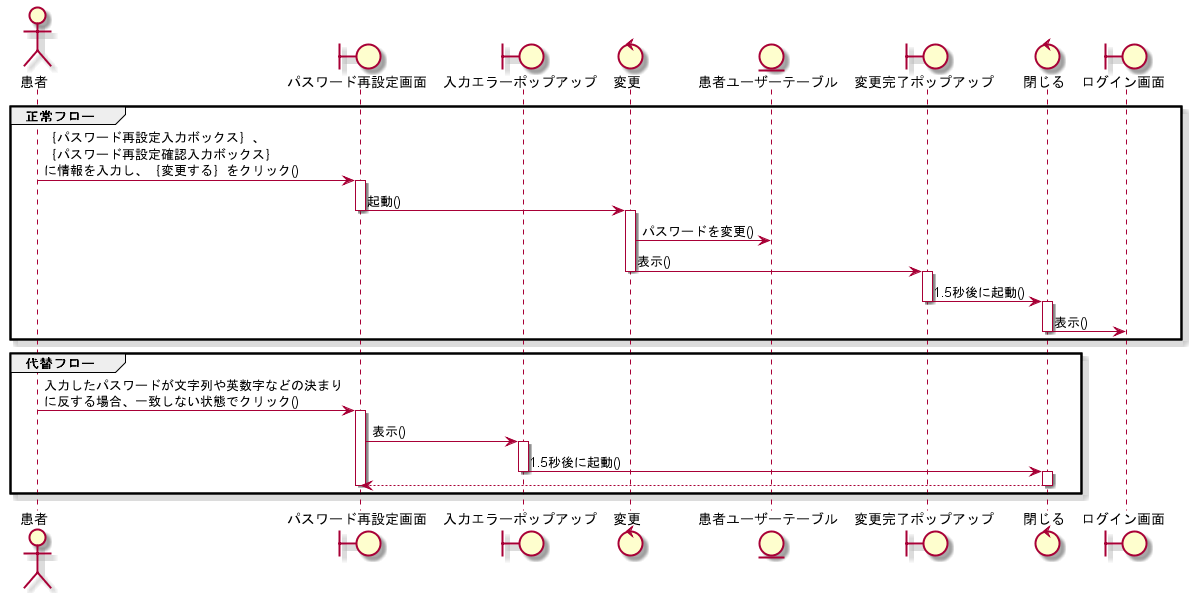 患者
パスワード再設定画面
入力エラーポップアップ
変更
患者ユーザーテーブル
変更完了ポップアップ
閉じる
ログイン画面
正常フロー
｛パスワード再設定入力ボックス｝、
｛パスワード再設定確認入力ボックス｝
に情報を入力し、｛変更する｝をクリック()
起動()
パスワードを変更()
表示()
1.5秒後に起動()
表示()
代替フロー
入力したパスワードが文字列や英数字などの決まり
に反する場合、一致しない状態でクリック()
表示()
1.5秒後に起動()
患者
パスワード再設定画面
入力エラーポップアップ
変更
患者ユーザーテーブル
変更完了ポップアップ
閉じる
ログイン画面